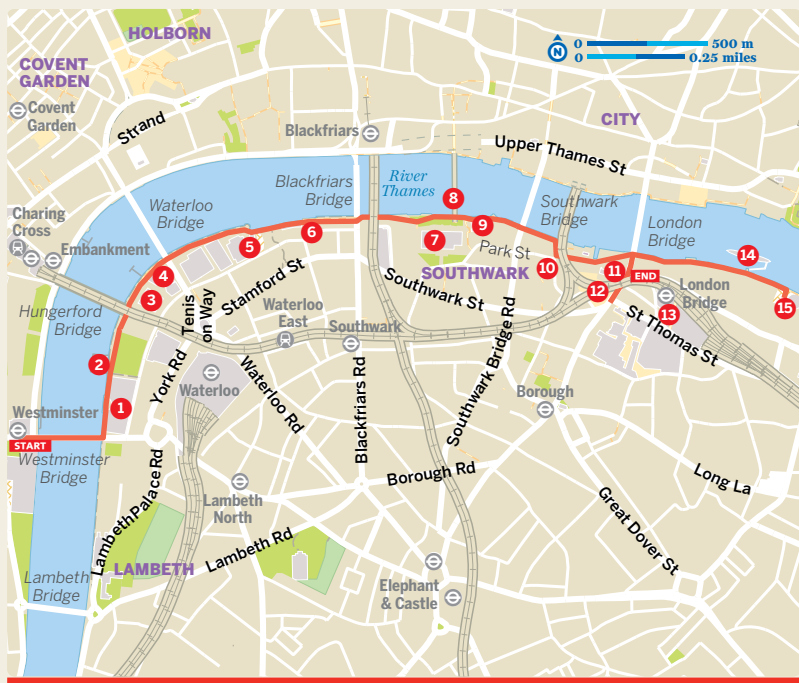 HOLBORN
COVENT
GARDEN
Covent
Garden
Strand
Blackfriars
N
0 500 m
0 0.25 miles
CITY
Upper Thames St
River
Thames
Blackfriars
Bridge
Waterloo
Bridge
Southwark
Bridge
London
Bridge
Charing
Cross
Embankment
8
9
7
6
5
4
3
Park St
SOUTHWARK
10
11
END
12
14
London
Bridge
13
15
St Thomas St
Hungerford
Bridge
Tenis
on Way
Stamford St
Waterloo
East
Southwark
Southwark St
Southwark Bridge Rd
2
1
York Rd
Waterloo
Waterloo Rd
Blackfriars Rd
Borough
Westminster
START
Westminster
Bridge
Borough Rd
Long La
Great Dover St
Lambeth Palace Rd
Lambeth
North
Lambeth Rd
LAMBETH
Lambeth
Bridge
Elephant
& Castle